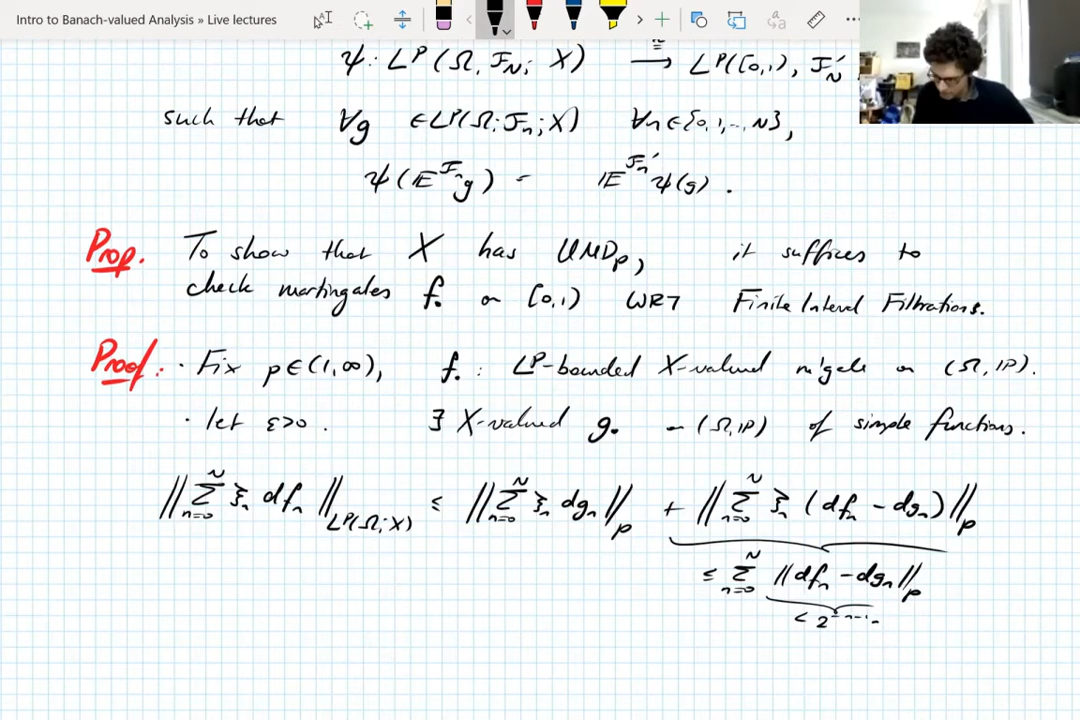 Intro to Banach-valued Analysis » Live lectures
ψ : L^p(Ω, F_N; X) ≅→ L^p([0,1), F'_N
such that ∀g ∈ L^p(Ω; F_n; X) ∀n∈{0,1,..,N},
ψ(E^{F_n} g) = E^{F'_n} ψ(g).
Prop. To show that X has UMD_p, it suffices to
check martingales f. on [0,1) WRT Finite Interval Filtrations.
Proof: · Fix p∈(1,∞), f. : L^p-bounded X-valued m'gale on (Ω, P).
· let ε>0. ∃ X-valued g. on (Ω, P) of simple functions.
‖ Σ_{n=0}^N ξ_n df_n ‖_{L^p(Ω;X)} ≤ ‖ Σ_{n=0}^N ξ_n dg_n ‖_p + ‖ Σ_{n=0}^N ξ_n (df_n - dg_n) ‖_p
≤ Σ_{n=0}^N ‖df_n - dg_n‖_p
< 2^{-n-1}